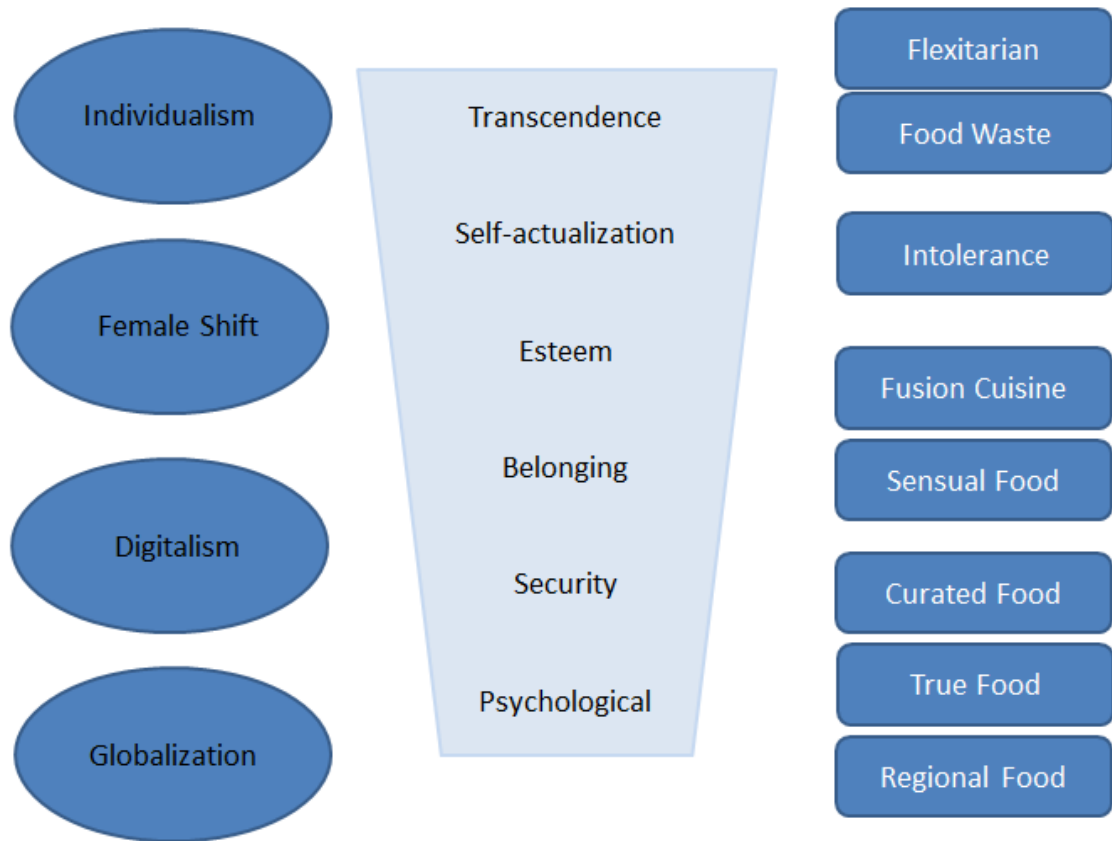 Individualism
Female Shift
Digitalism
Globalization
Transcendence
Self-actualization
Esteem
Belonging
Security
Psychological
Flexitarian
Food Waste
Intolerance
Fusion Cuisine
Sensual Food
Curated Food
True Food
Regional Food